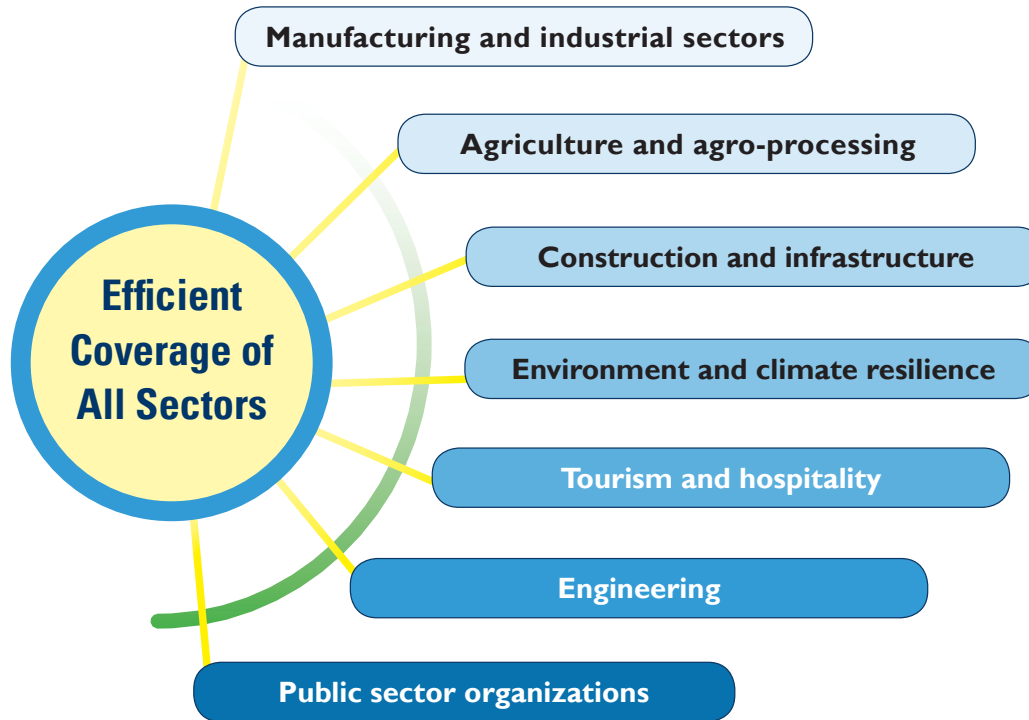 Manufacturing and industrial sectors
Agriculture and agro-processing
Construction and infrastructure
Efficient
Coverage of
All Sectors
Environment and climate resilience
Tourism and hospitality
Engineering
Public sector organizations